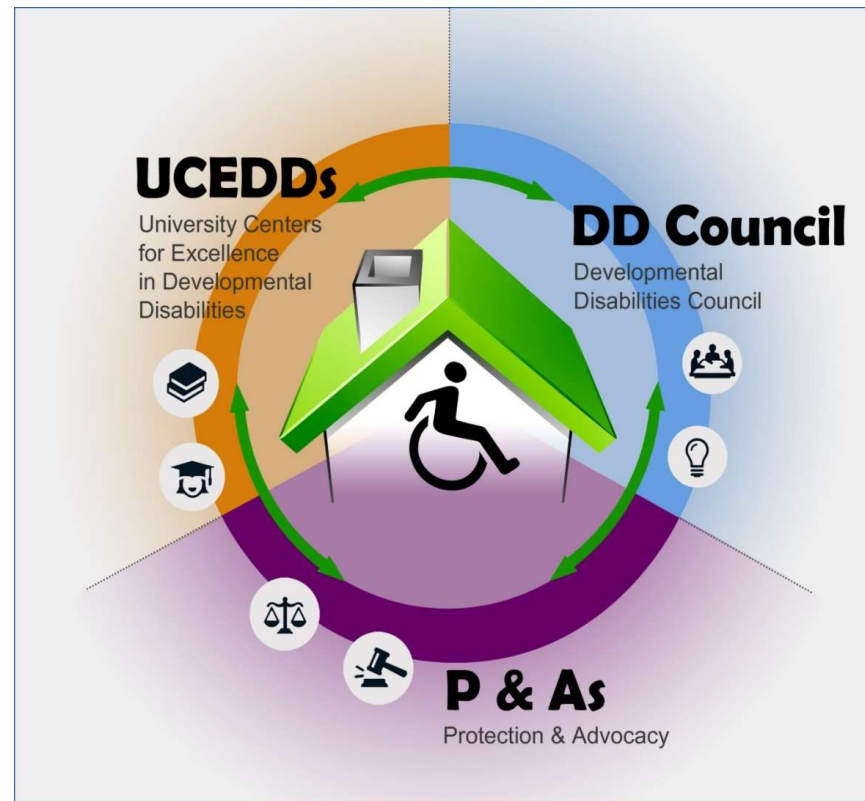 UCEDDs
University Centers
for Excellence
in Developmental
Disabilities
DD Council
Developmental
Disabilities Council
P & As
Protection & Advocacy